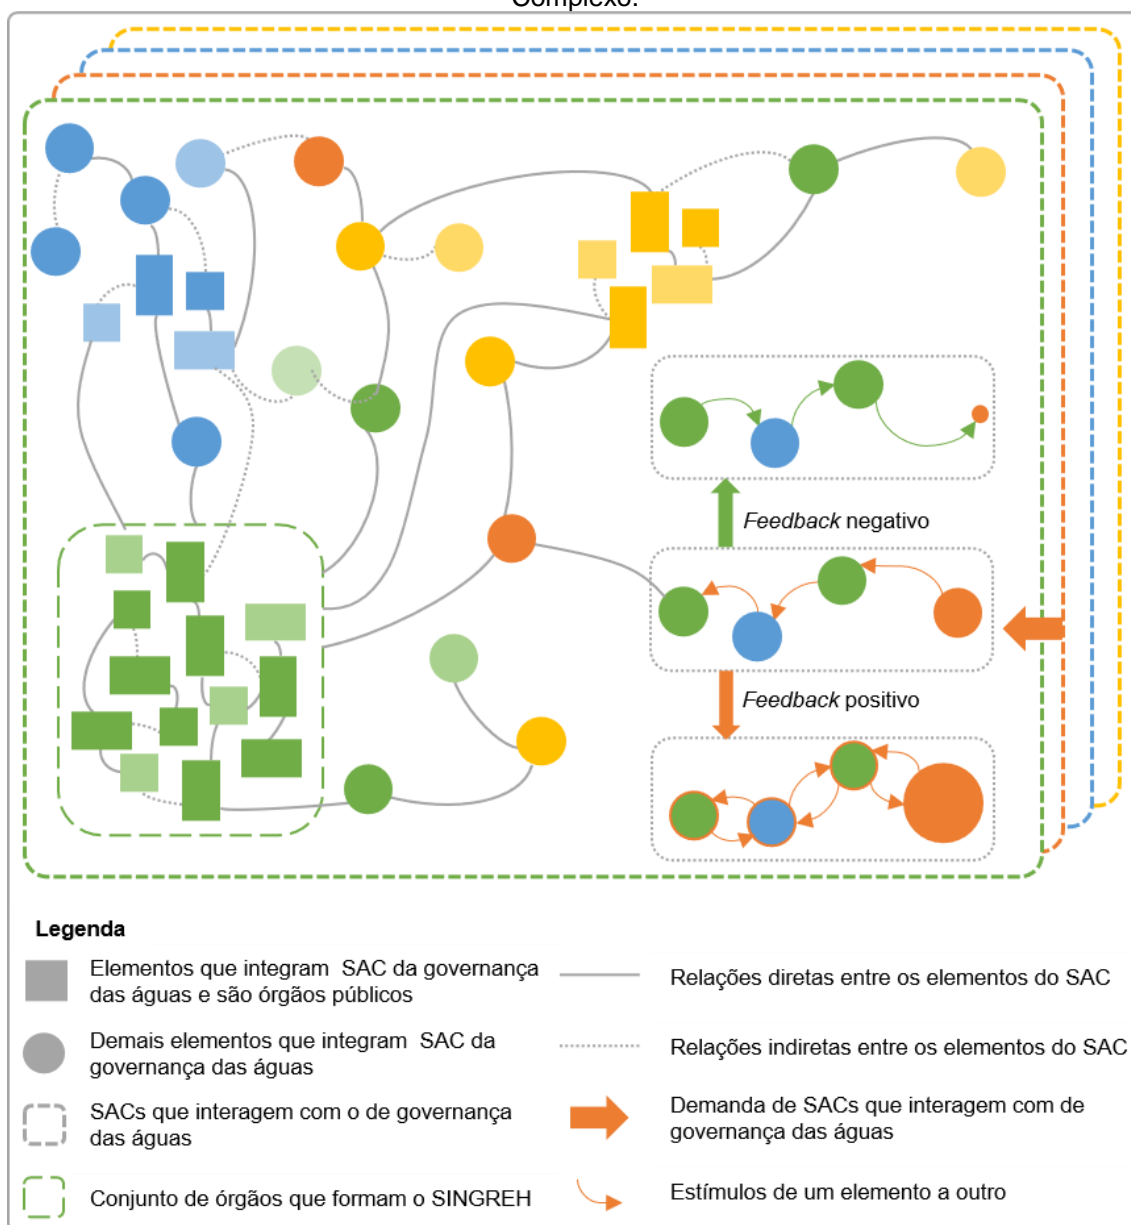 Complexo.
Feedback negativo
Feedback positivo
Legenda
Elementos que integram SAC da governança
das águas e são órgãos públicos
Relações diretas entre os elementos do SAC
Demais elementos que integram SAC da
governança das águas
Relações indiretas entre os elementos do SAC
SACs que interagem com o de governança
das águas
Demanda de SACs que interagem com de
governança das águas
Conjunto de órgãos que formam o SINGREH
Estímulos de um elemento a outro